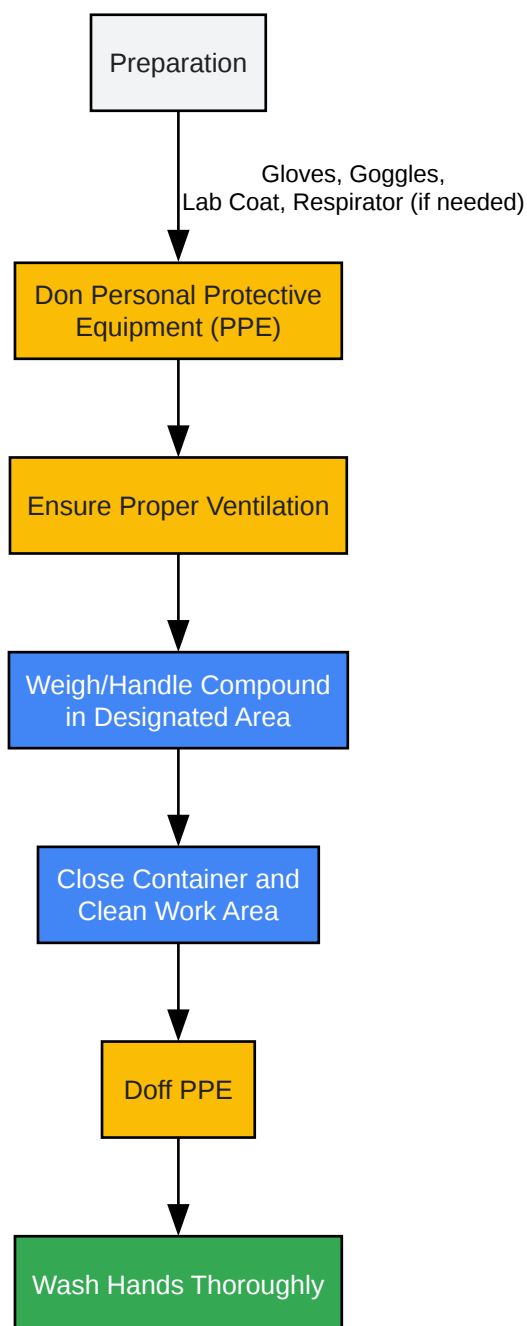 Preparation
Gloves, Goggles,
Lab Coat, Respirator (if needed)
Don Personal Protective
Equipment (PPE)
Ensure Proper Ventilation
Weigh/Handle Compound
in Designated Area
Close Container and
Clean Work Area
Doff PPE
Wash Hands Thoroughly